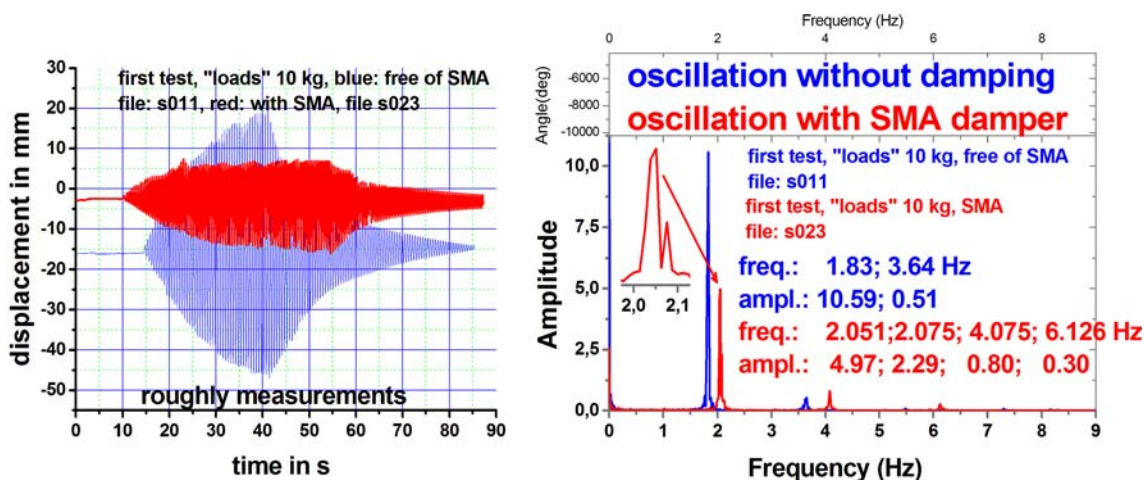 30
20
10
0
-10
-20
-30
-40
-50
displacement in mm
first test, "loads" 10 kg, blue: free of SMA
file: s011, red: with SMA, file s023
roughly measurements
0 10 20 30 40 50 60 70 80 90
time in s
Frequency (Hz)
0 2 4 6 8
Angle(deg)
-6000
-8000
-10000
oscillation without damping
oscillation with SMA damper
10,0
7,5
5,0
2,5
0,0
Amplitude
first test, "loads" 10 kg, free of SMA
file: s011
first test, "loads" 10 kg, SMA
file: s023
2,0 2,1
freq.: 1.83; 3.64 Hz
ampl.: 10.59; 0.51
freq.: 2.051;2.075; 4.075; 6.126 Hz
ampl.: 4.97; 2.29; 0.80; 0.30
0 1 2 3 4 5 6 7 8 9
Frequency (Hz)